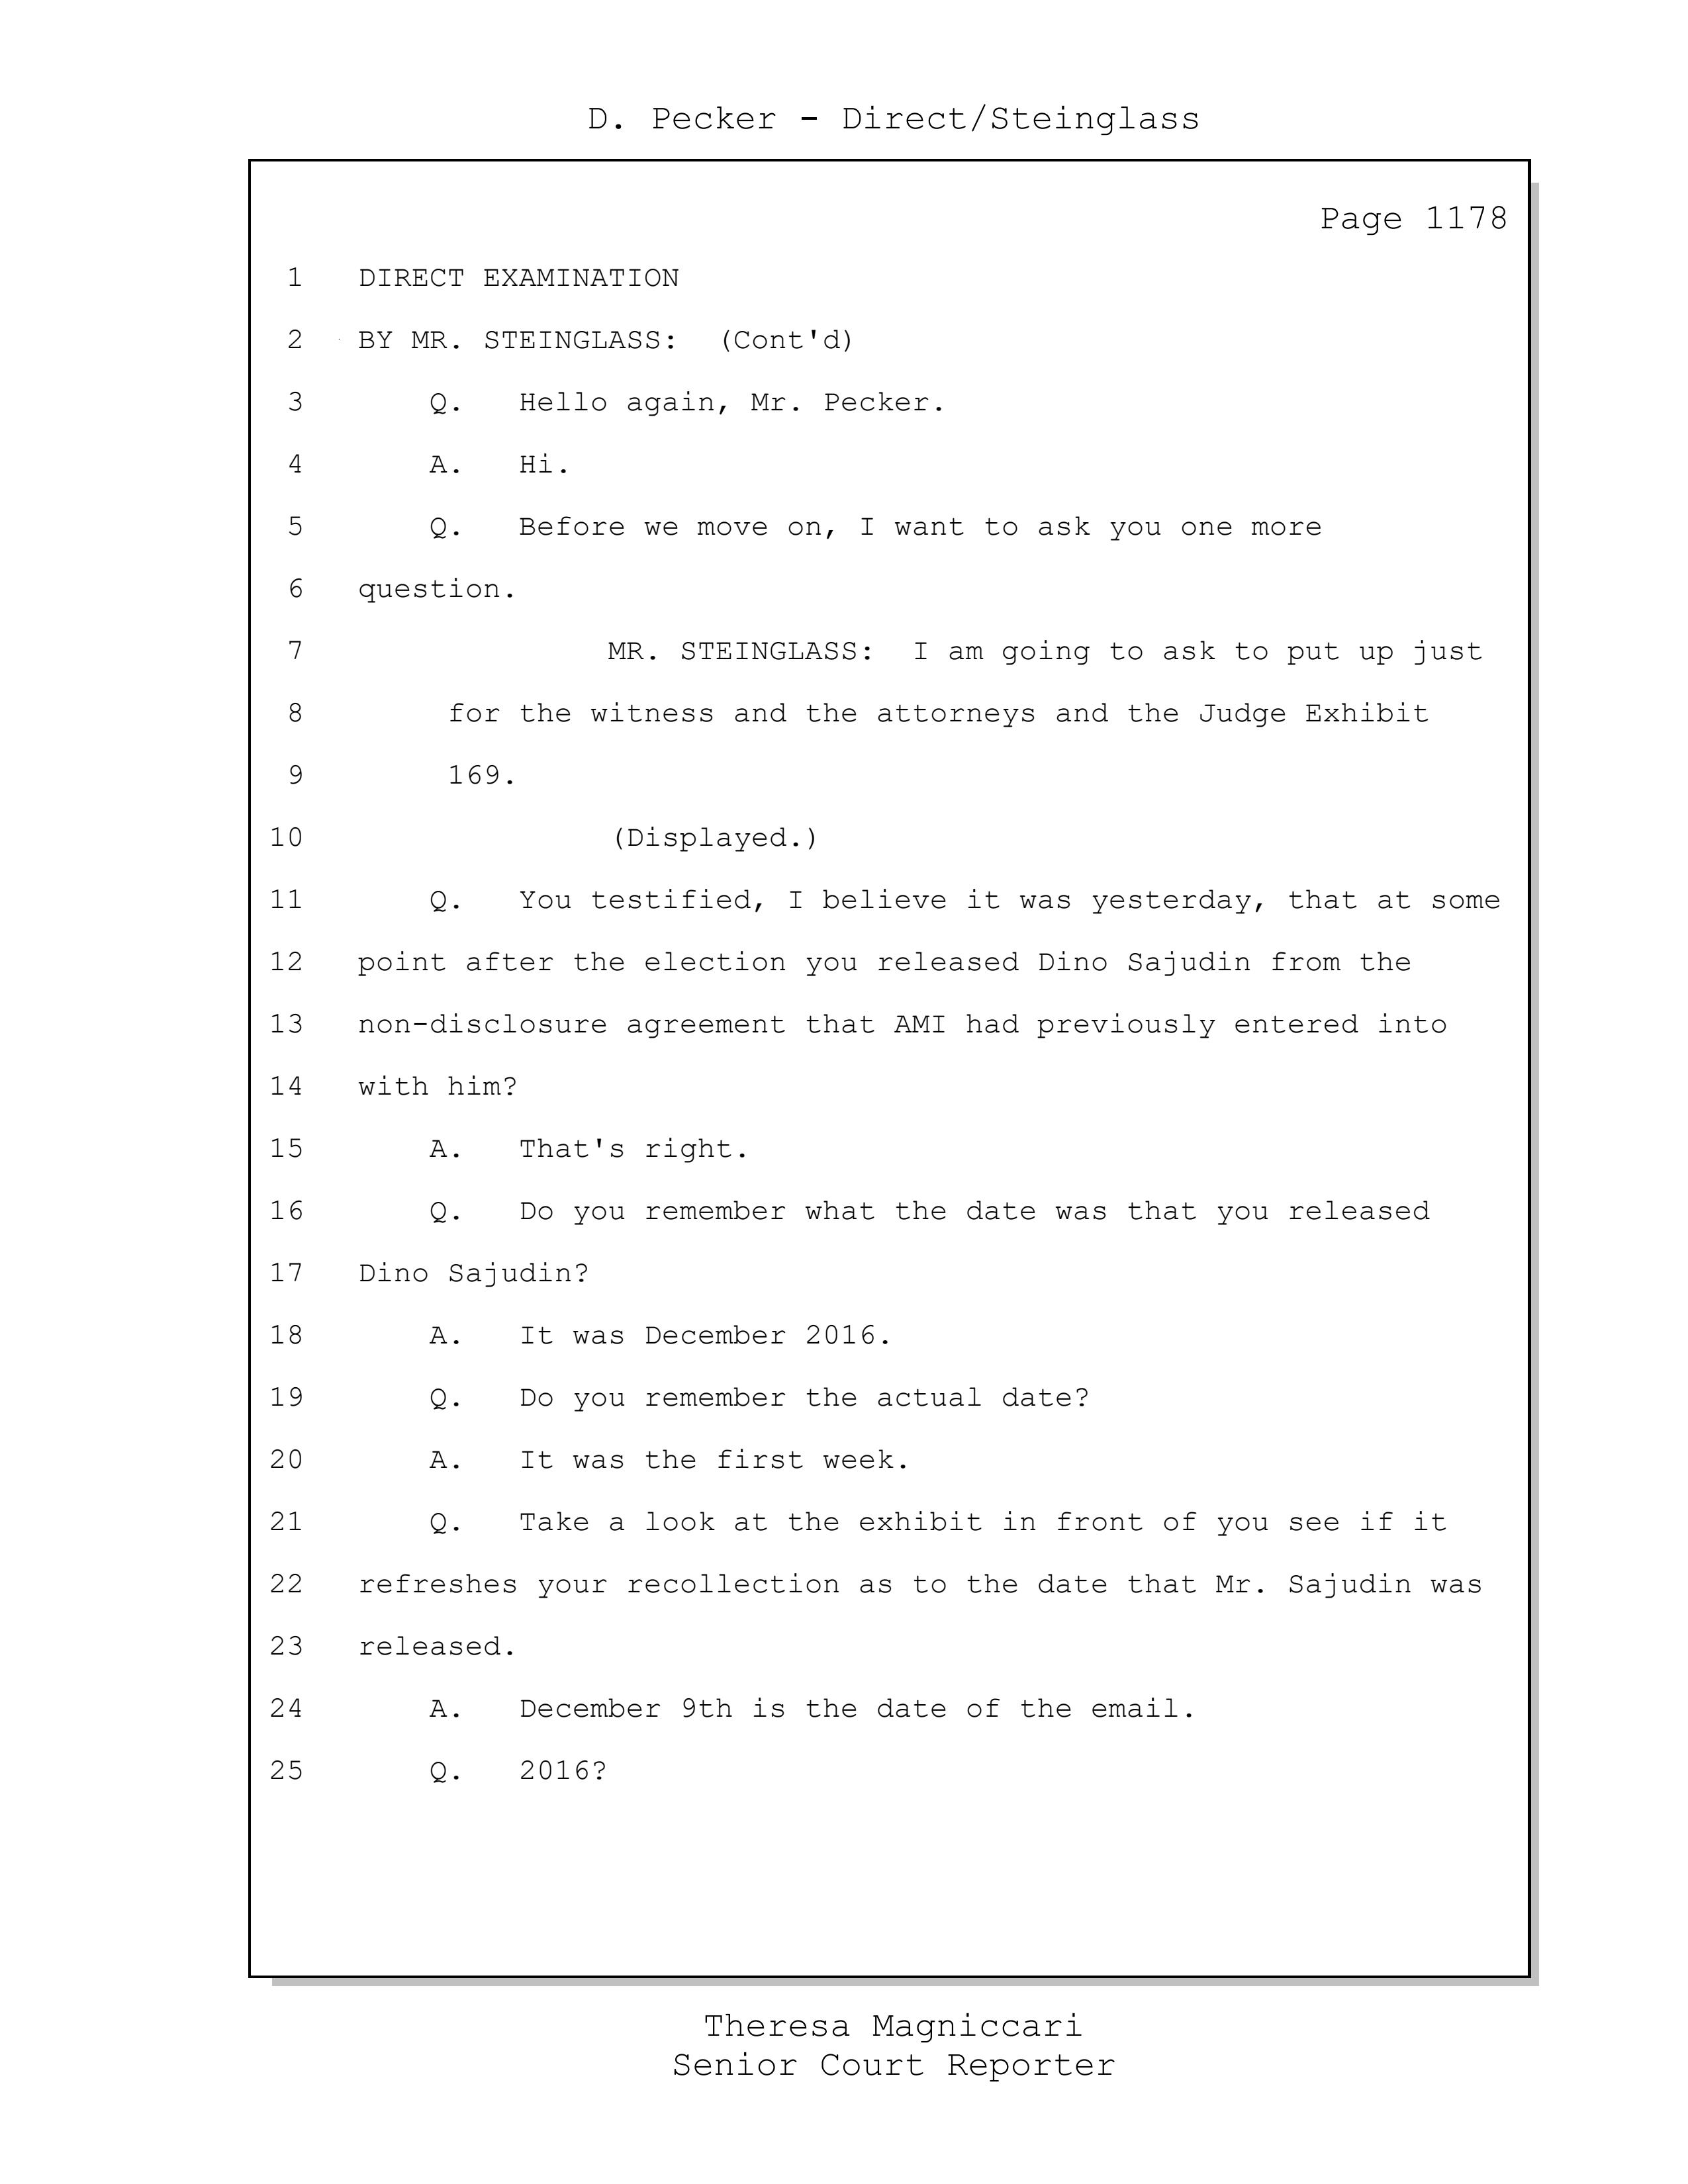 D. Pecker - Direct/Steinglass
Page 1178
1 DIRECT EXAMINATION
2 BY MR. STEINGLASS: (Cont'd)
3 Q. Hello again, Mr. Pecker.
4 A. Hi.
5 Q. Before we move on, I want to ask you one more
6 question.
7 MR. STEINGLASS: I am going to ask to put up just
8 for the witness and the attorneys and the Judge Exhibit
9 169.
10 (Displayed.)
11 Q. You testified, I believe it was yesterday, that at some
12 point after the election you released Dino Sajudin from the
13 non-disclosure agreement that AMI had previously entered into
14 with him?
15 A. That's right.
16 Q. Do you remember what the date was that you released
17 Dino Sajudin?
18 A. It was December 2016.
19 Q. Do you remember the actual date?
20 A. It was the first week.
21 Q. Take a look at the exhibit in front of you see if it
22 refreshes your recollection as to the date that Mr. Sajudin was
23 released.
24 A. December 9th is the date of the email.
25 Q. 2016?
Theresa Magniccari
Senior Court Reporter